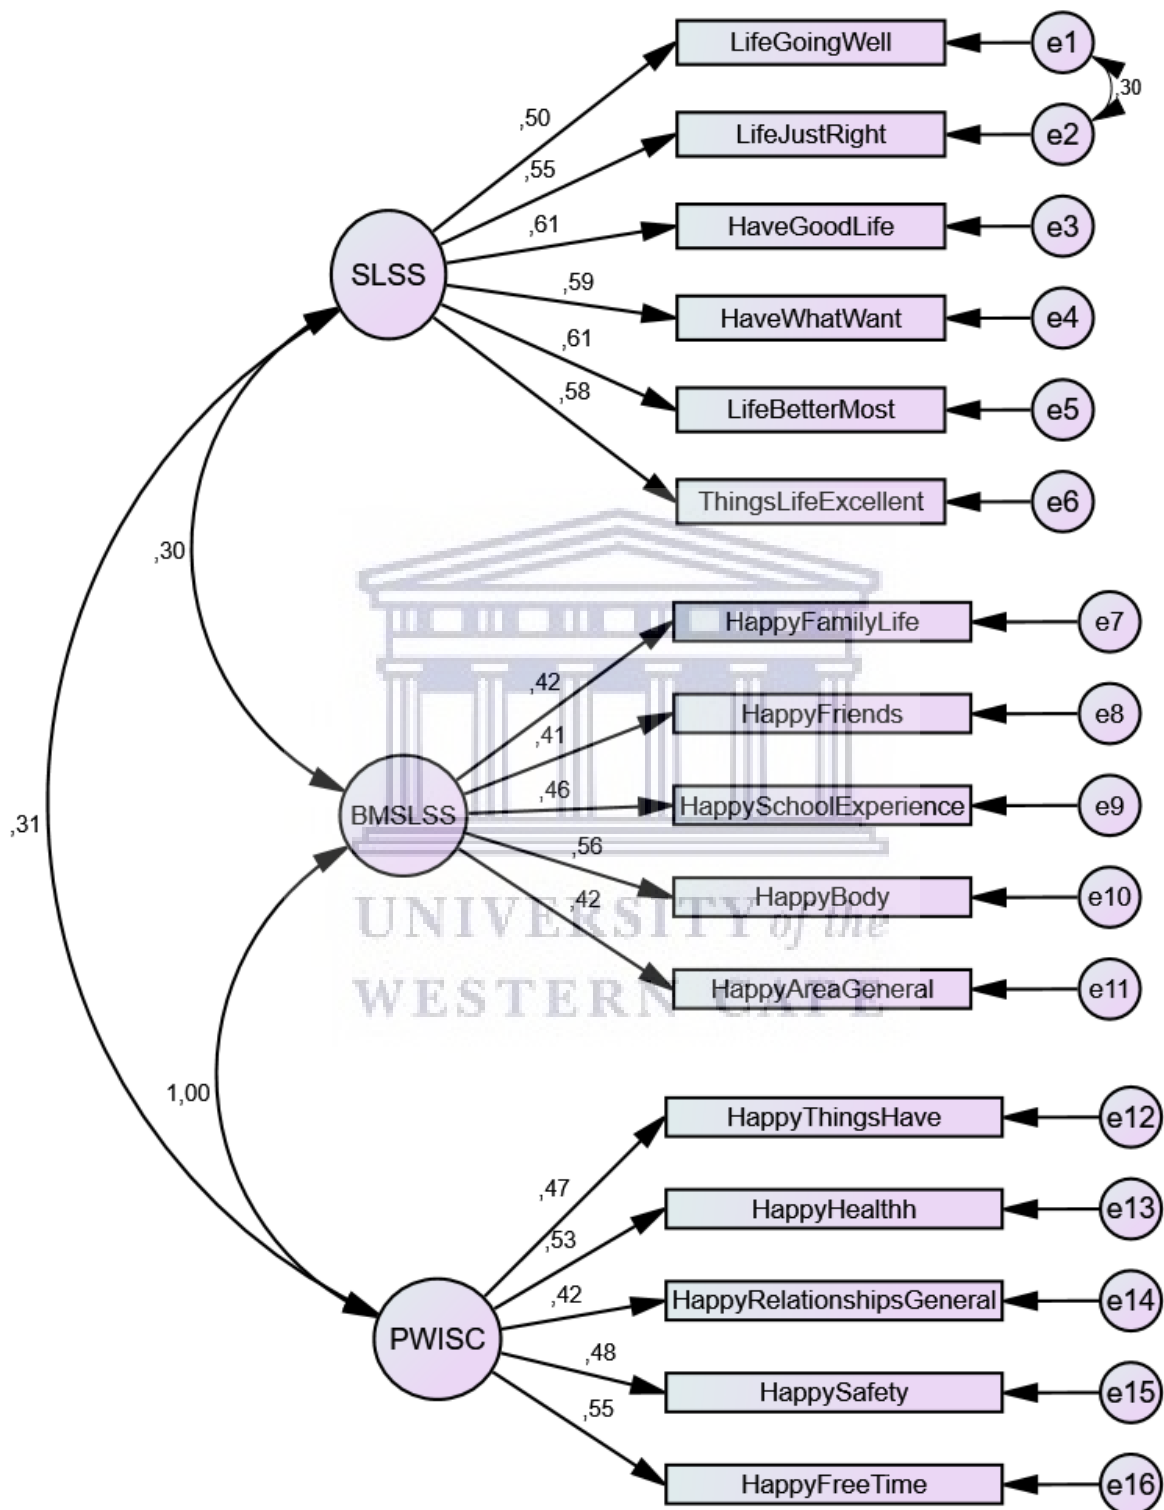 LifeGoingWell
e1
,30
,50
LifeJustRight
e2
,55
,61
HaveGoodLife
e3
SLSS
,59
HaveWhatWant
e4
,61
LifeBetterMost
e5
,58
ThingsLifeExcellent
e6
,30
HappyFamilyLife
e7
,42
HappyFriends
e8
,41
,46
HappySchoolExperience
e9
BMSLSS
,31
,56
HappyBody
e10
,42
UNIVERSITY of the
HappyAreaGeneral
e11
WESTERN CAPE
1,00
HappyThingsHave
e12
,47
HappyHealthh
e13
,53
,42
HappyRelationshipsGeneral
e14
PWISC
,48
HappySafety
e15
,55
HappyFreeTime
e16